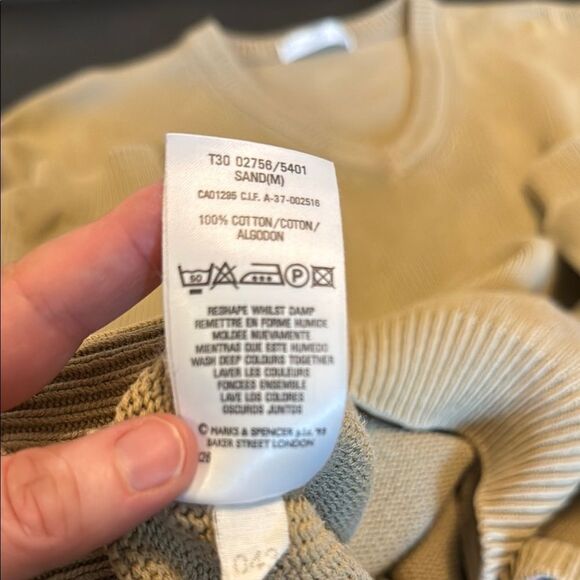 T30 02756/5401
SAND(M)
CA01285 C.I.F. A-37-002516
100% COTTON/COTON/
ALGODON
50
P
RESHAPE WHILST DAMP
REMETTRE EN FORME HUMIDE
MOLDEE NUEVAMENTE
MIENTRAS QUE ESTE HUMEDO
WASH DEEP COLOURS TOGETHER
LAVER LES COULEURS
FONCEES ENSEMBLE
LAVE LOS COLORES
OSCUROS JUNTOS
© MARKS & SPENCER p.l.c.
BAKER STREET LONDON